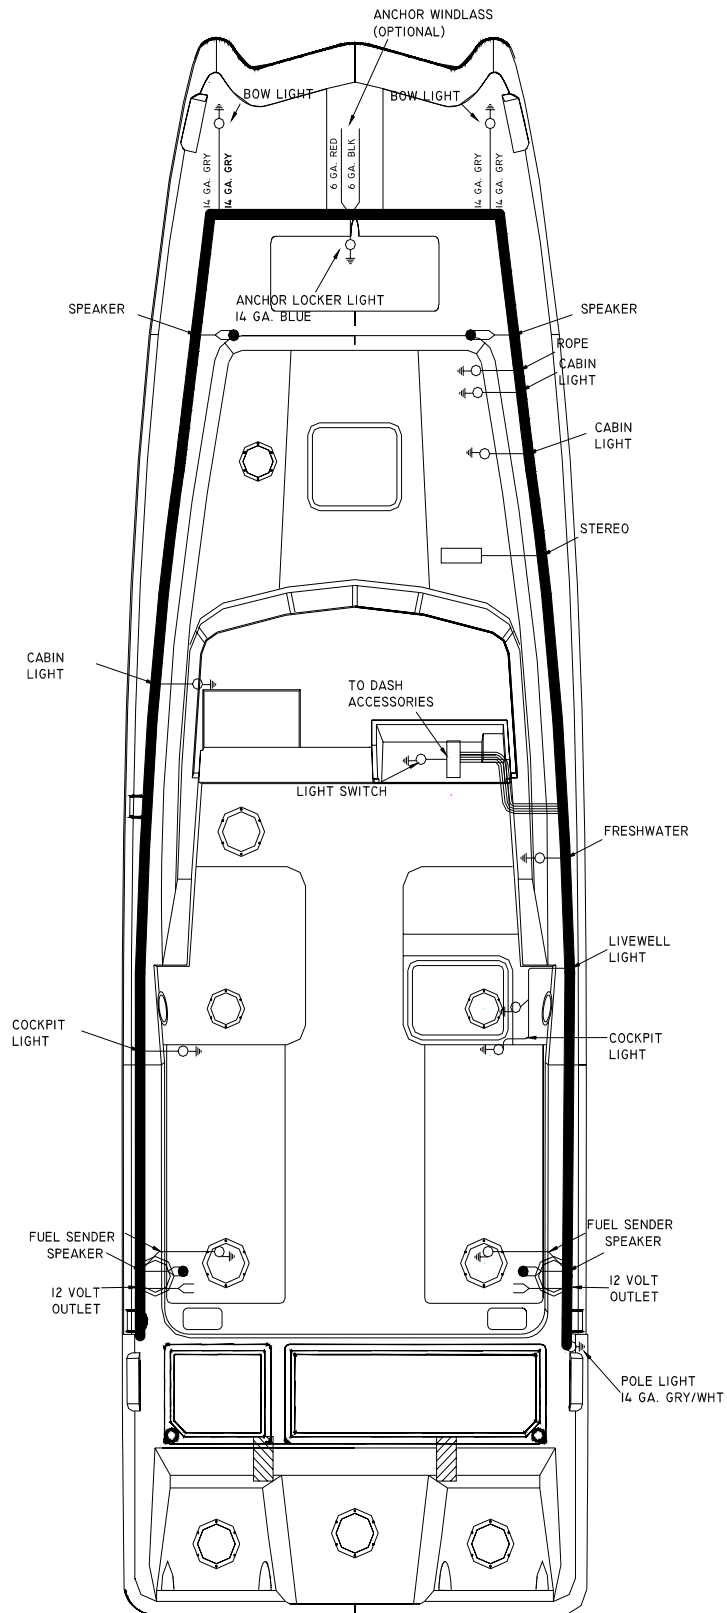 ANCHOR WINDLASS
(OPTIONAL)
BOW LIGHT
BOW LIGHT
14 GA. GRY
14 GA. GRY
6 GA. RED
6 GA. BLK
14 GA. GRY
14 GA. GRY
ANCHOR LOCKER LIGHT
14 GA. BLUE
SPEAKER
SPEAKER
ROPE
CABIN
LIGHT
CABIN
LIGHT
STEREO
CABIN
LIGHT
TO DASH
ACCESSORIES
LIGHT SWITCH
FRESHWATER
LIVEWELL
LIGHT
COCKPIT
LIGHT
COCKPIT
LIGHT
FUEL SENDER
SPEAKER
12 VOLT
OUTLET
FUEL SENDER
SPEAKER
12 VOLT
OUTLET
POLE LIGHT
14 GA. GRY/WHT